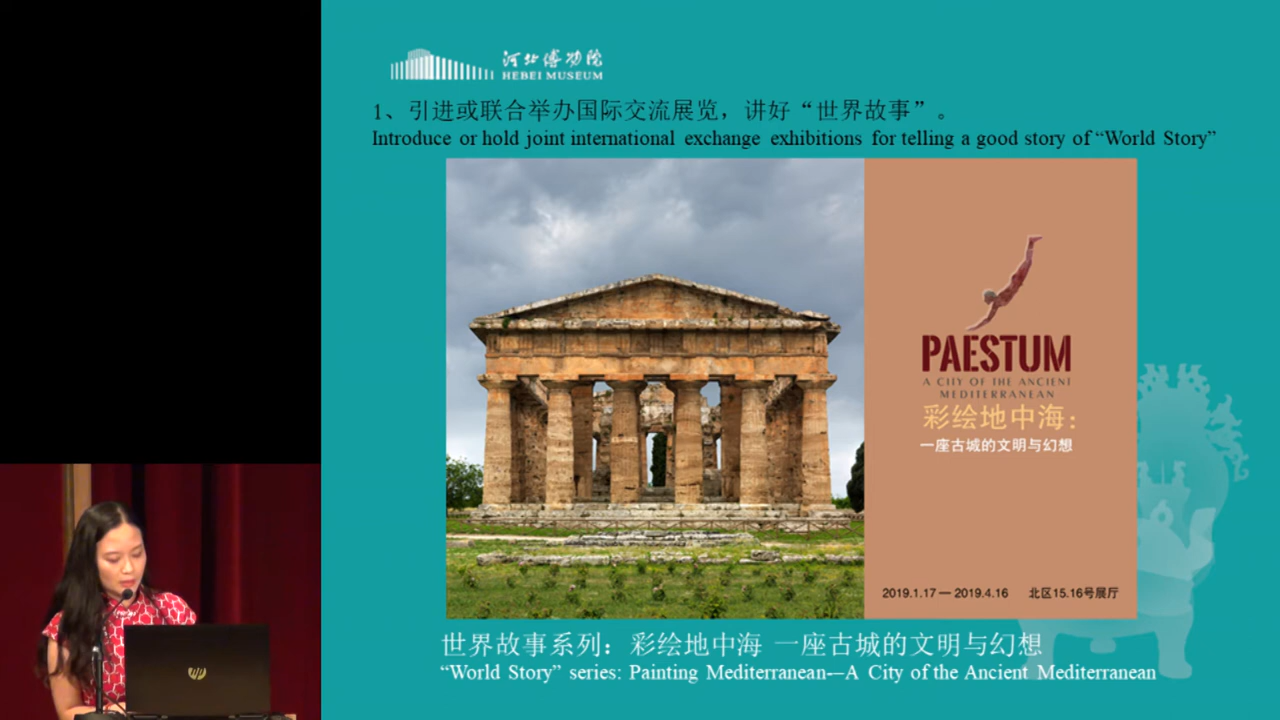 河北博物院
HEBEI MUSEUM
1、引进或联合举办国际交流展览，讲好“世界故事”。
Introduce or hold joint international exchange exhibitions for telling a good story of “World Story”
PAESTUM
A CITY OF THE ANCIENT
MEDITERRANEAN
彩绘地中海：
一座古城的文明与幻想
2019.1.17 — 2019.4.16 北区15.16号展厅
世界故事系列：彩绘地中海 一座古城的文明与幻想
“World Story” series: Painting Mediterranean-—A City of the Ancient Mediterranean
hp